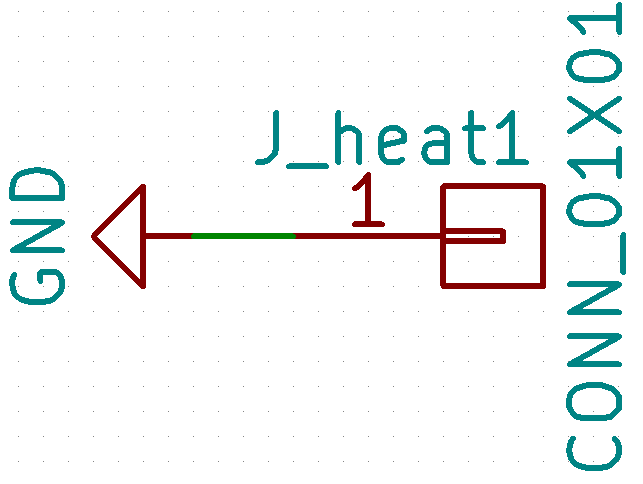 GND
J_heat1
1
CONN_01X01